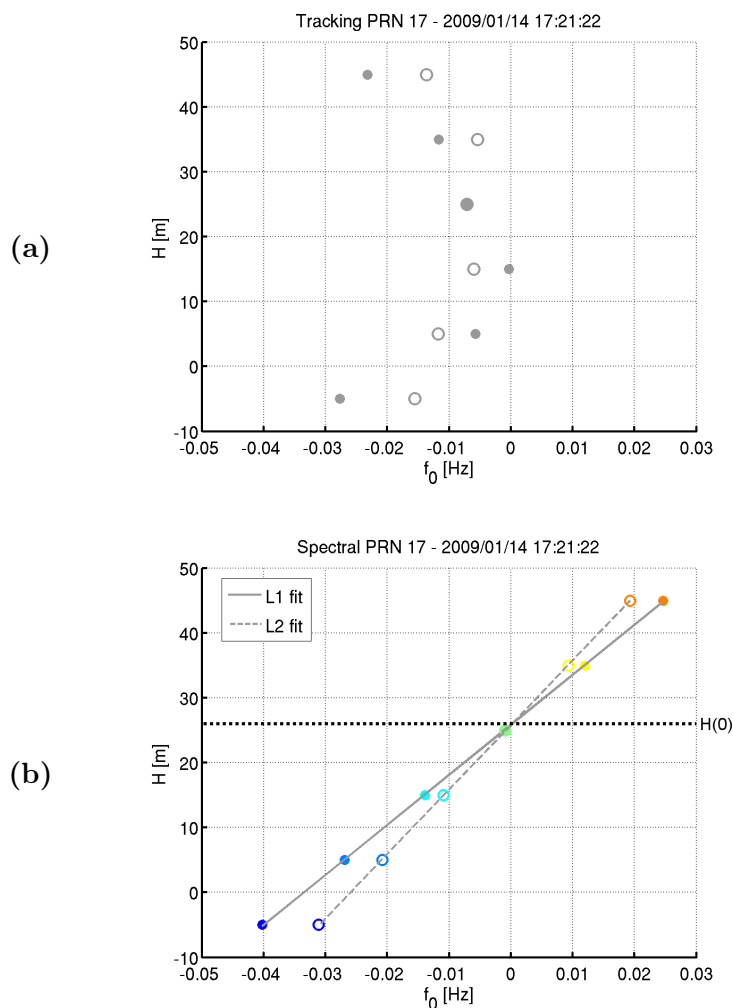 Tracking PRN 17 - 2009/01/14 17:21:22
50
40
30
20
10
0
-10
H [m]
(a)
-0.05 -0.04 -0.03 -0.02 -0.01 0 0.01 0.02 0.03
f0 [Hz]
Spectral PRN 17 - 2009/01/14 17:21:22
50
40
30
20
10
0
-10
L1 fit
L2 fit
H(0)
H [m]
(b)
-0.05 -0.04 -0.03 -0.02 -0.01 0 0.01 0.02 0.03
f0 [Hz]